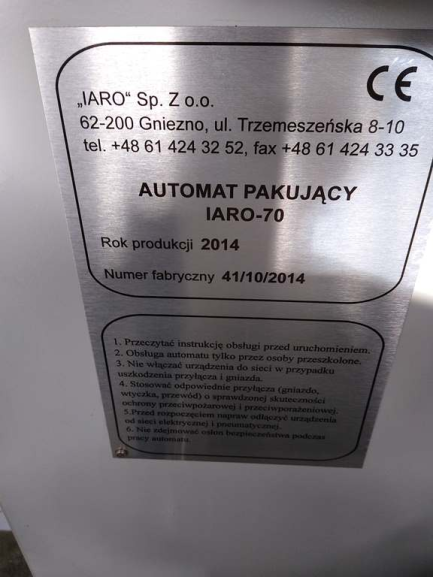 CE
„IARO“ Sp. Z o.o.
62-200 Gniezno, ul. Trzemeszeńska 8-10
tel. +48 61 424 32 52, fax +48 61 424 33 35
AUTOMAT PAKUJĄCY
IARO-70
Rok produkcji 2014
Numer fabryczny 41/10/2014
1. Przeczytać instrukcję obsługi przed uruchomieniem.
2. Obsługa automatu tylko przez osoby przeszkolone.
3. Nie włączać urządzenia do sieci w przypadku
uszkodzenia przyłącza i gniazda.
4. Stosować odpowiednie przyłącza (gniazdo,
wtyczka, przewód) o sprawdzonej skuteczności
ochrony przeciwpożarowej i przeciwporażeniowej.
5.Przed rozpoczęciem napraw odłączyć urządzenia
od sieci elektrycznej i pneumatycznej.
6. Nie zdejmować osłon bezpieczeństwa podczas
pracy automatu.